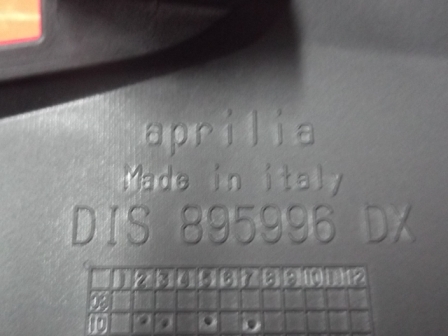 aprilia
Made in italy
DIS 895996 DX
1 2 3 4 5 6 7 8 9 10 11 12
10